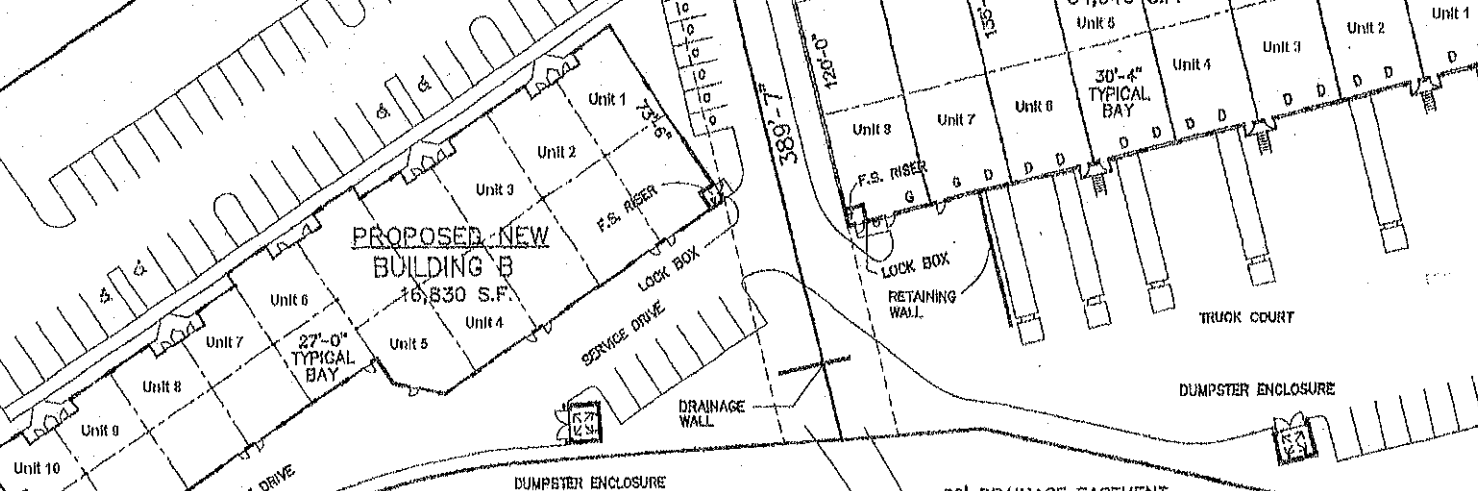 PROPOSED NEW
BUILDING B
16,830 S.F.
Unit 1
Unit 2
Unit 3
Unit 4
Unit 5
Unit 6
Unit 7
Unit 8
Unit 9
Unit 10
27'-0"
TYPICAL
BAY
F.S. RISER
LOCK BOX
SERVICE DRIVE
DRIVE
DUMPSTER ENCLOSURE
DRAINAGE
WALL
389'-7"
120'-0"
Unit 8
Unit 7
Unit 6
Unit 5
Unit 4
Unit 3
Unit 2
Unit 1
30'-4"
TYPICAL
BAY
D
D
D
D
D
D
D
D
D
D
G
G
F.S. RISER
LOCK BOX
RETAINING
WALL
TRUCK COURT
DUMPSTER ENCLOSURE
DRAINAGE EASEMENT